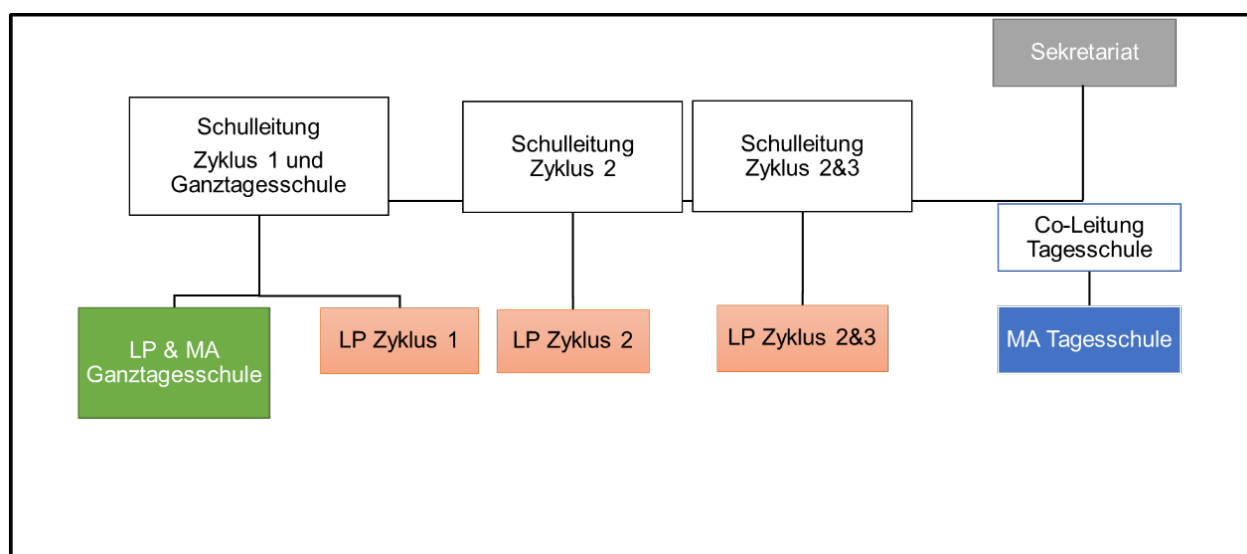 Sekretariat
Schulleitung
Zyklus 1 und
Ganztagesschule
Schulleitung
Zyklus 2
Schulleitung
Zyklus 2&3
Co-Leitung
Tagesschule
LP & MA
Ganztagesschule
LP Zyklus 1
LP Zyklus 2
LP Zyklus 2&3
MA Tagesschule